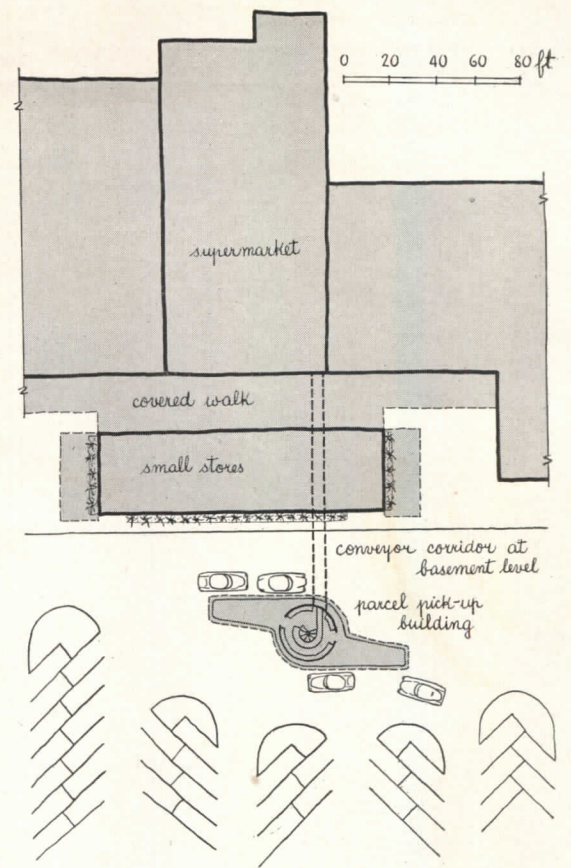 0 20 40 60 80 ft
supermarket
covered walk
small stores
conveyor corridor at
basement level
parcel pick-up
building